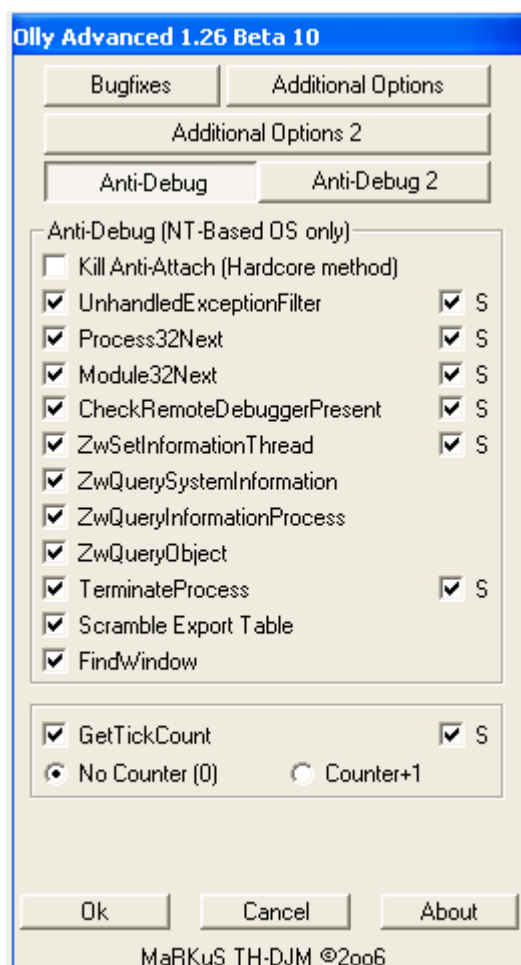 Olly Advanced 1.26 Beta 10
Bugfixes Additional Options
Additional Options 2
Anti-Debug Anti-Debug 2
Anti-Debug (NT-Based OS only)
Kill Anti-Attach (Hardcore method)
UnhandledExceptionFilter S
Process32Next S
Module32Next S
CheckRemoteDebuggerPresent S
ZwSetInformationThread S
ZwQuerySystemInformation
ZwQueryInformationProcess
ZwQueryObject
TerminateProcess S
Scramble Export Table
FindWindow
GetTickCount S
No Counter (0) Counter+1
Ok Cancel About
MaRKuS TH-DJM ©2oo6